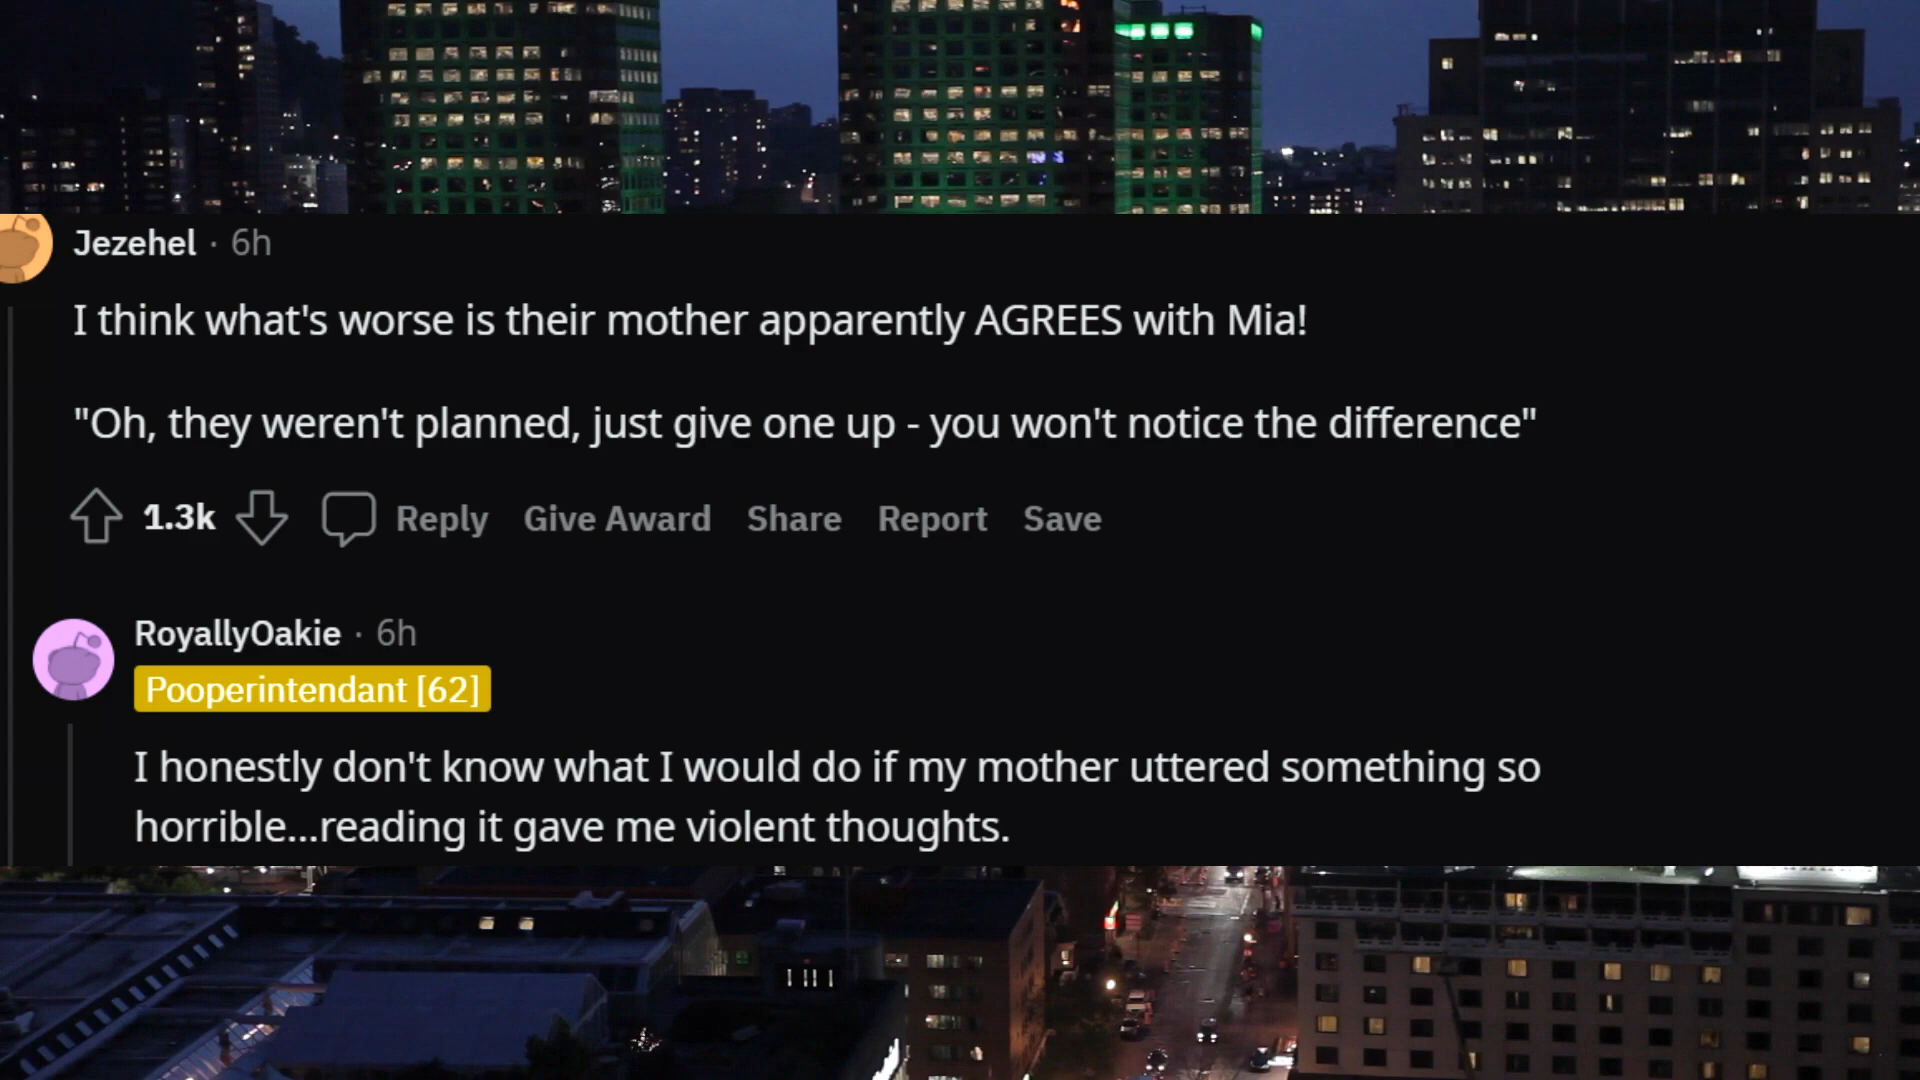 Jezehel · 6h
I think what's worse is their mother apparently AGREES with Mia!
"Oh, they weren't planned, just give one up - you won't notice the difference"
1.3k Reply Give Award Share Report Save
RoyallyOakie · 6h
Pooperintendant [62]
I honestly don't know what I would do if my mother uttered something so
horrible...reading it gave me violent thoughts.